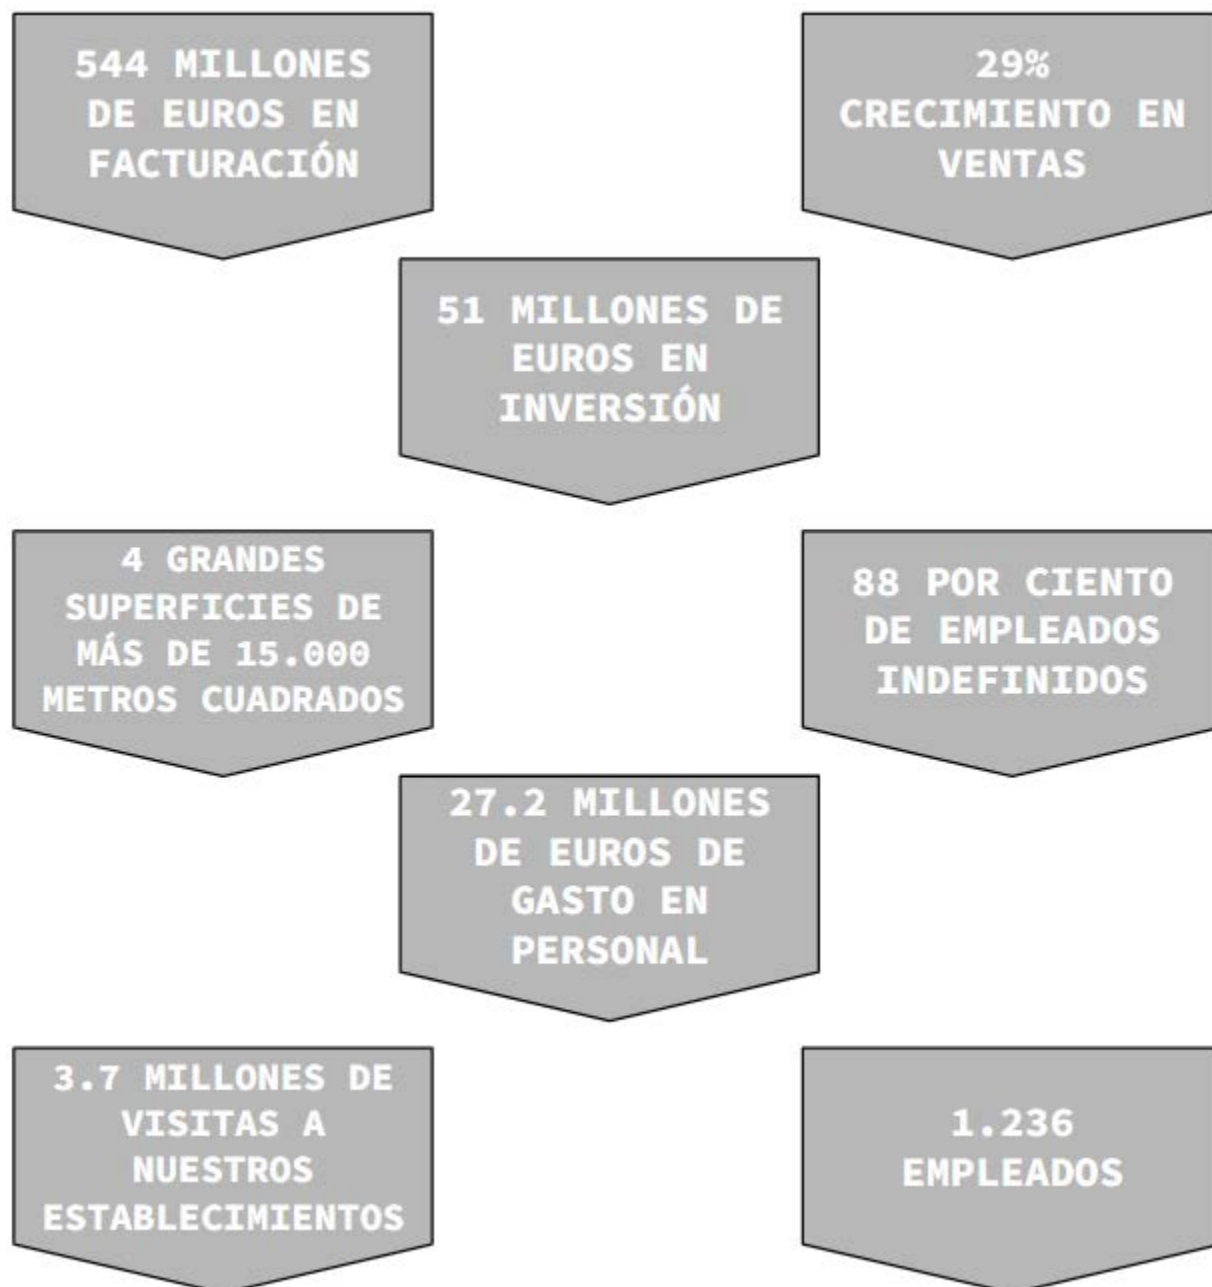 544 MILLONES
DE EUROS EN
FACTURACIÓN
29%
CRECIMIENTO EN
VENTAS
51 MILLONES DE
EUROS EN
INVERSIÓN
4 GRANDES
SUPERFICIES DE
MÁS DE 15.000
METROS CUADRADOS
88 POR CIENTO
DE EMPLEADOS
INDEFINIDOS
27.2 MILLONES
DE EUROS DE
GASTO EN
PERSONAL
3.7 MILLONES DE
VISITAS A
NUESTROS
ESTABLECIMIENTOS
1.236
EMPLEADOS